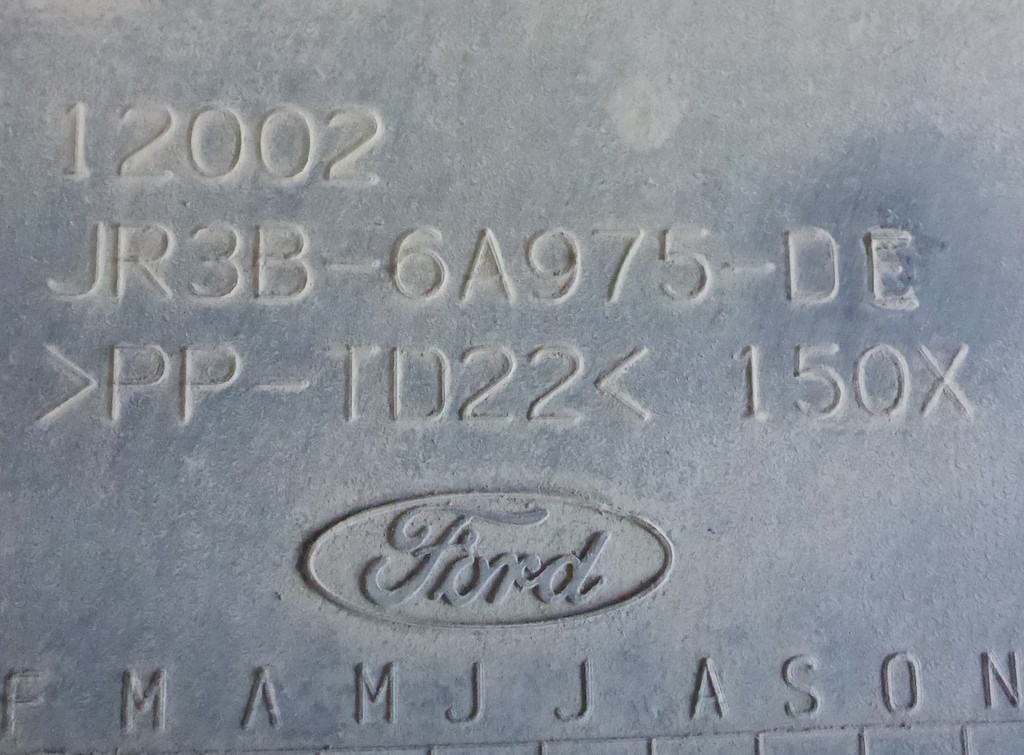 12002
JR3B-6A975-DE
>PP-TD22< 150X
Ford
F M A M J J A S O N